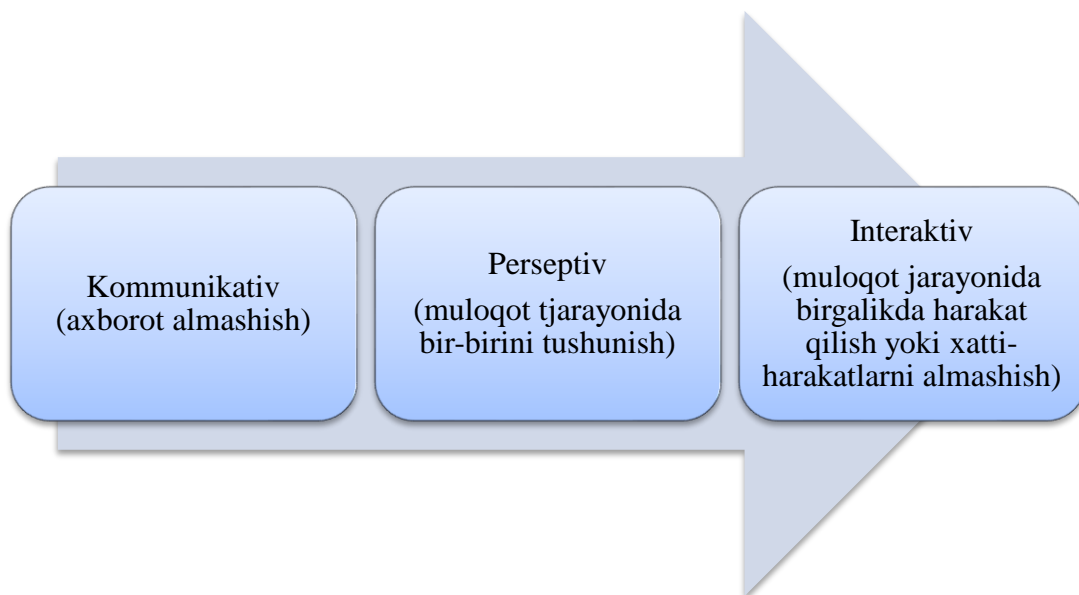 Kommunikativ
(axborot almashish)
Perseptiv
(muloqot tjarayonida
bir-birini tushunish)
Interaktiv
(muloqot jarayonida
birgalikda harakat
qilish yoki xatti-
harakatlarni almashish)